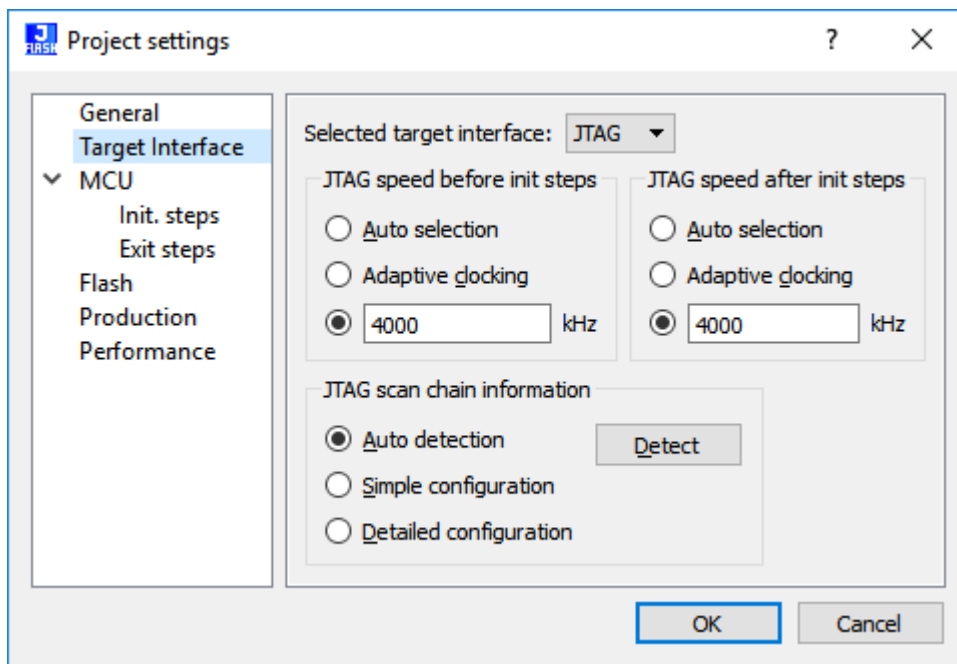 J
FLASH
Project settings
?
General
Target Interface
MCU
Init. steps
Exit steps
Flash
Production
Performance
Selected target interface: JTAG
JTAG speed before init steps
Auto selection
Adaptive clocking
4000 kHz
JTAG speed after init steps
Auto selection
Adaptive clocking
4000 kHz
JTAG scan chain information
Auto detection
Detect
Simple configuration
Detailed configuration
OK
Cancel